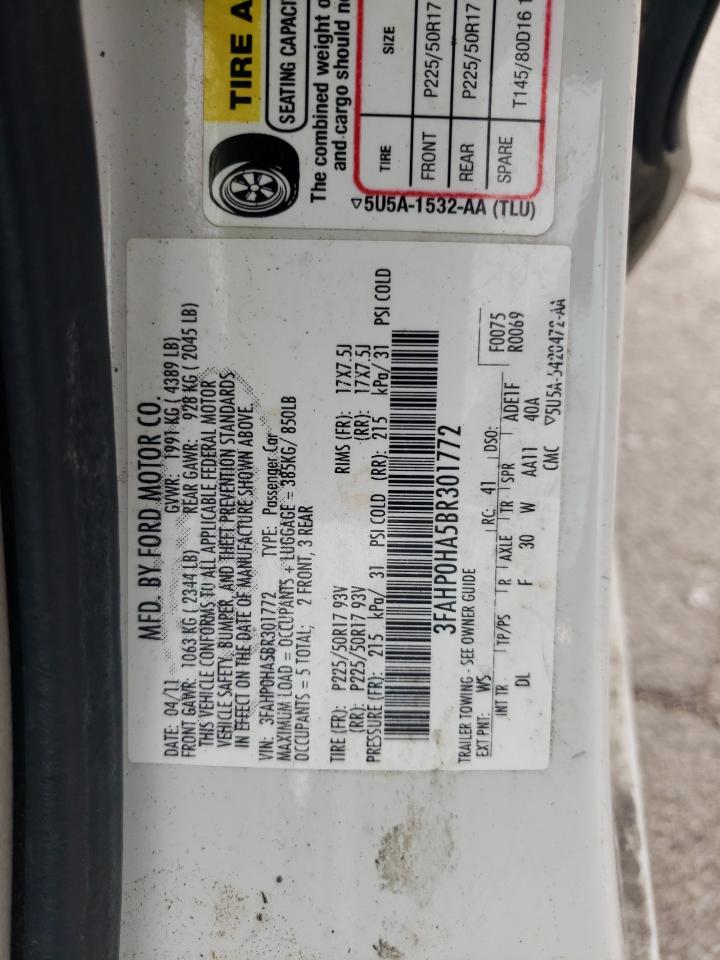 TIRE A
SEATING CAPACI
The combined weight o
and cargo should ne
TIRE SIZE
FRONT P225/50R17
REAR P225/50R17
SPARE T145/80D16 1
▽5U5A-1532-AA (TLU)
MFD. BY FORD MOTOR CO.
DATE: 04/11 GVWR: 1991 KG ( 4389 LB)
FRONT GAWR: 1063 KG ( 2344 LB) REAR GAWR: 928 KG ( 2045 LB)
THIS VEHICLE CONFORMS TO ALL APPLICABLE FEDERAL MOTOR
VEHICLE SAFETY, BUMPER, AND THEFT PREVENTION STANDARDS
IN EFFECT ON THE DATE OF MANUFACTURE SHOWN ABOVE.
VIN: 3FAHP0HA5BR301772 TYPE: Passenger Car
MAXIMUM LOAD = OCCUPANTS + LUGGAGE = 385KG/ 850LB
OCCUPANTS = 5 TOTAL; 2 FRONT, 3 REAR
TIRE (FR): P225/50R17 93V RIMS (FR): 17X7.5J
(RR): P225/50R17 93V (RR): 17X7.5J
PRESSURE (FR): 215 kPa/ 31 PSI COLD (RR): 215 kPa/ 31 PSI COLD
3FAHP0HA5BR301772
TRAILER TOWING - SEE OWNER GUIDE
F0075
R0069
EXT PNT: WS RC: 41 DSO:
INT TR TP/PS R AXLE TR SPR ADE1F
DL F 30 W AA11 40A
CMC ▽5U5A-5420472-AA